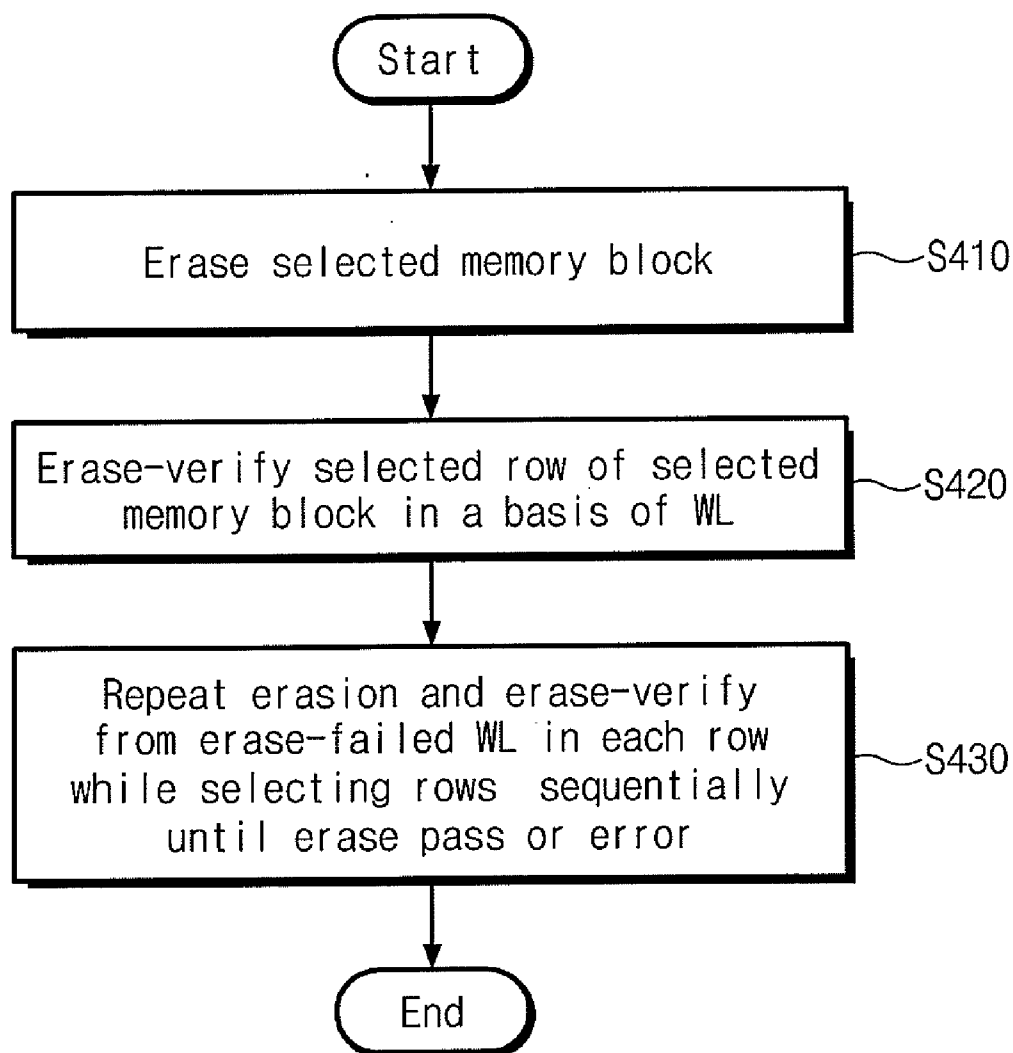 Start
Erase selected memory block
S410
Erase-verify selected row of selected
memory block in a basis of WL
S420
Repeat erasion and erase-verify
from erase-failed WL in each row
while selecting rows sequentially
until erase pass or error
S430
End